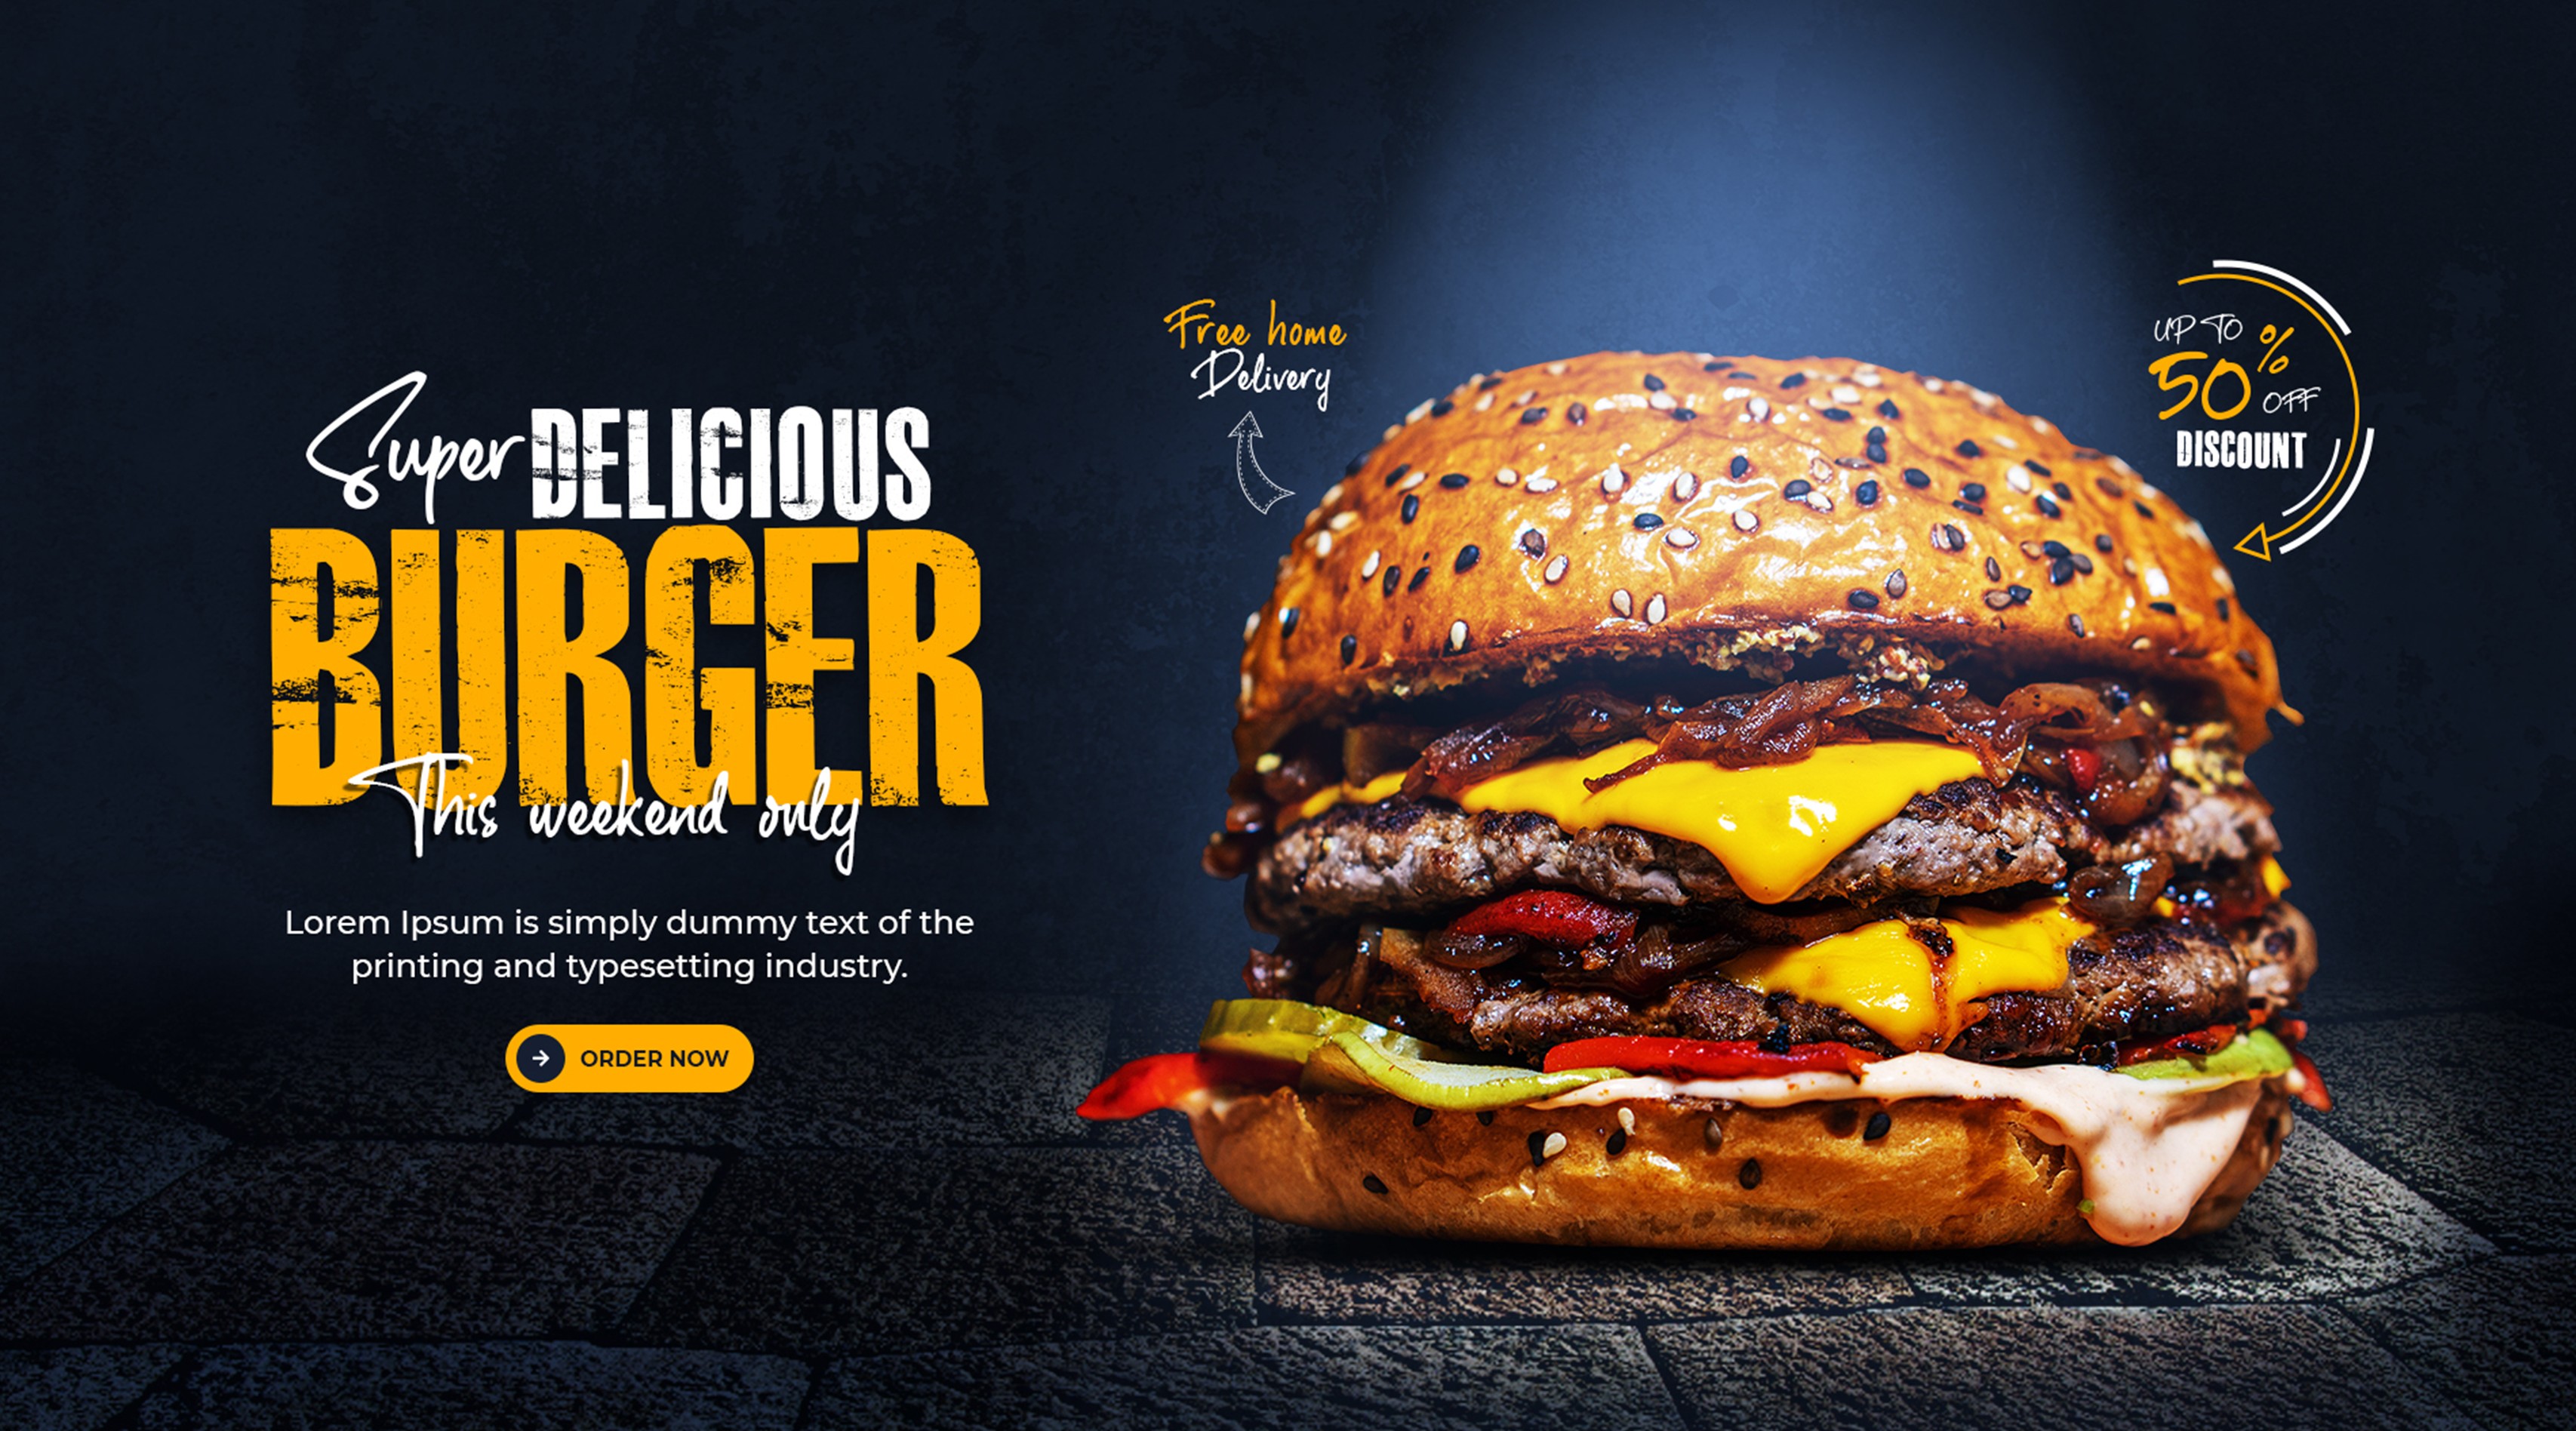 Super DELICIOUS
BURGER
This weekend only
Lorem Ipsum is simply dummy text of the
printing and typesetting industry.
ORDER NOW
Free home
Delivery
UP TO
50% OFF
DISCOUNT